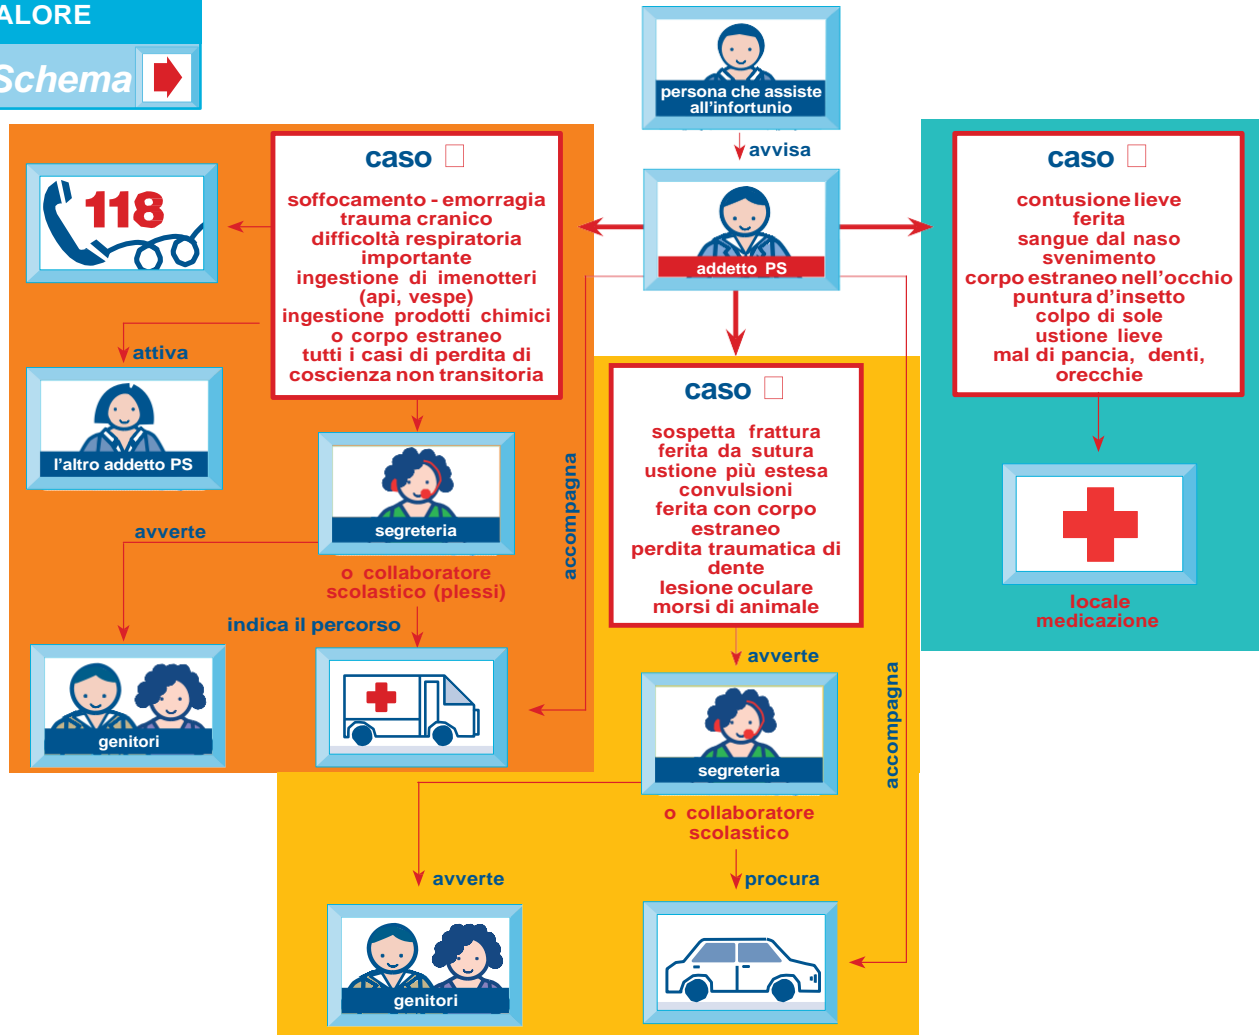 ALORE
Schema
persona che assiste
all'infortunio
avvisa
addetto PS
118
caso
soffocamento - emorragia
trauma cranico
difficoltà respiratoria
importante
ingestione di imenotteri
(api, vespe)
ingestione prodotti chimici
o corpo estraneo
tutti i casi di perdita di
coscienza non transitoria
attiva
l'altro addetto PS
segreteria
o collaboratore
scolastico (plessi)
avverte
indica il percorso
genitori
accompagna
caso
sospetta frattura
ferita da sutura
ustione più estesa
convulsioni
ferita con corpo
estraneo
perdita traumatica di
dente
lesione oculare
morsi di animale
avverte
segreteria
o collaboratore
scolastico
avverte
procura
genitori
accompagna
caso
contusione lieve
ferita
sangue dal naso
svenimento
corpo estraneo nell'occhio
puntura d'insetto
colpo di sole
ustione lieve
mal di pancia, denti,
orecchie
locale
medicazione